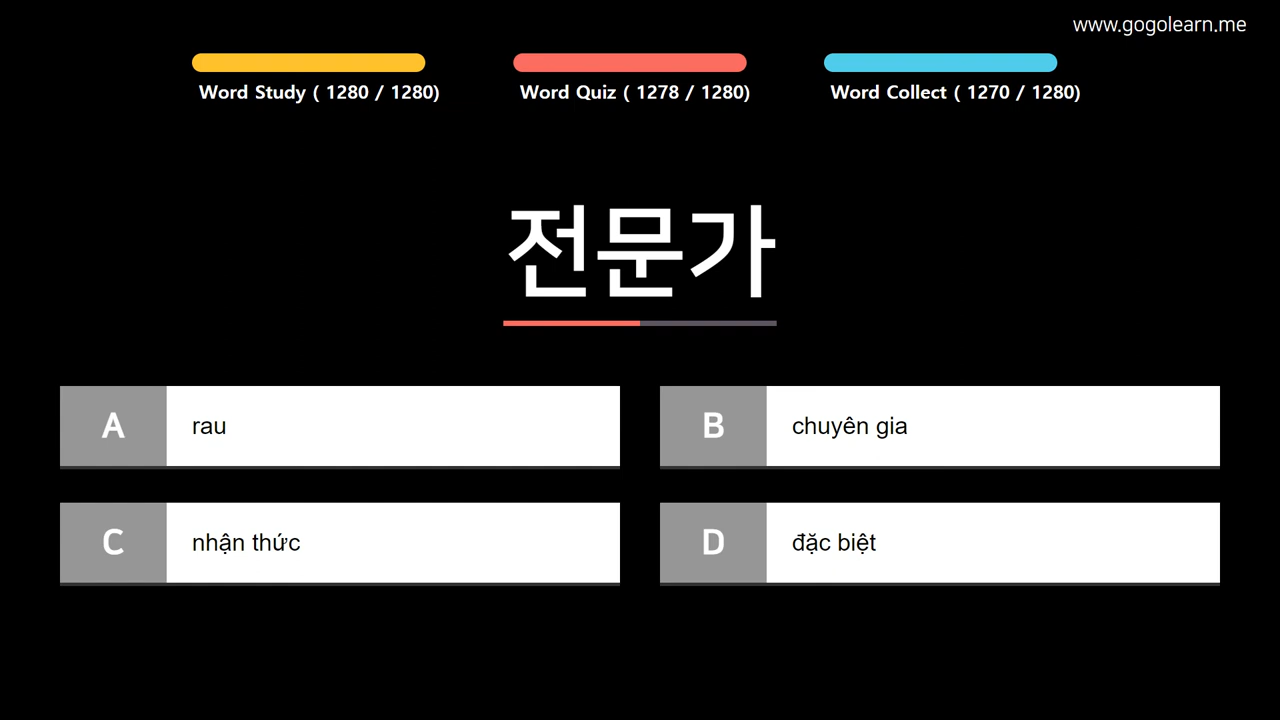 www.gogolearn.me
Word Study ( 1280 / 1280)
Word Quiz ( 1278 / 1280)
Word Collect ( 1270 / 1280)
전문가
A rau
B chuyên gia
C nhận thức
D đặc biệt